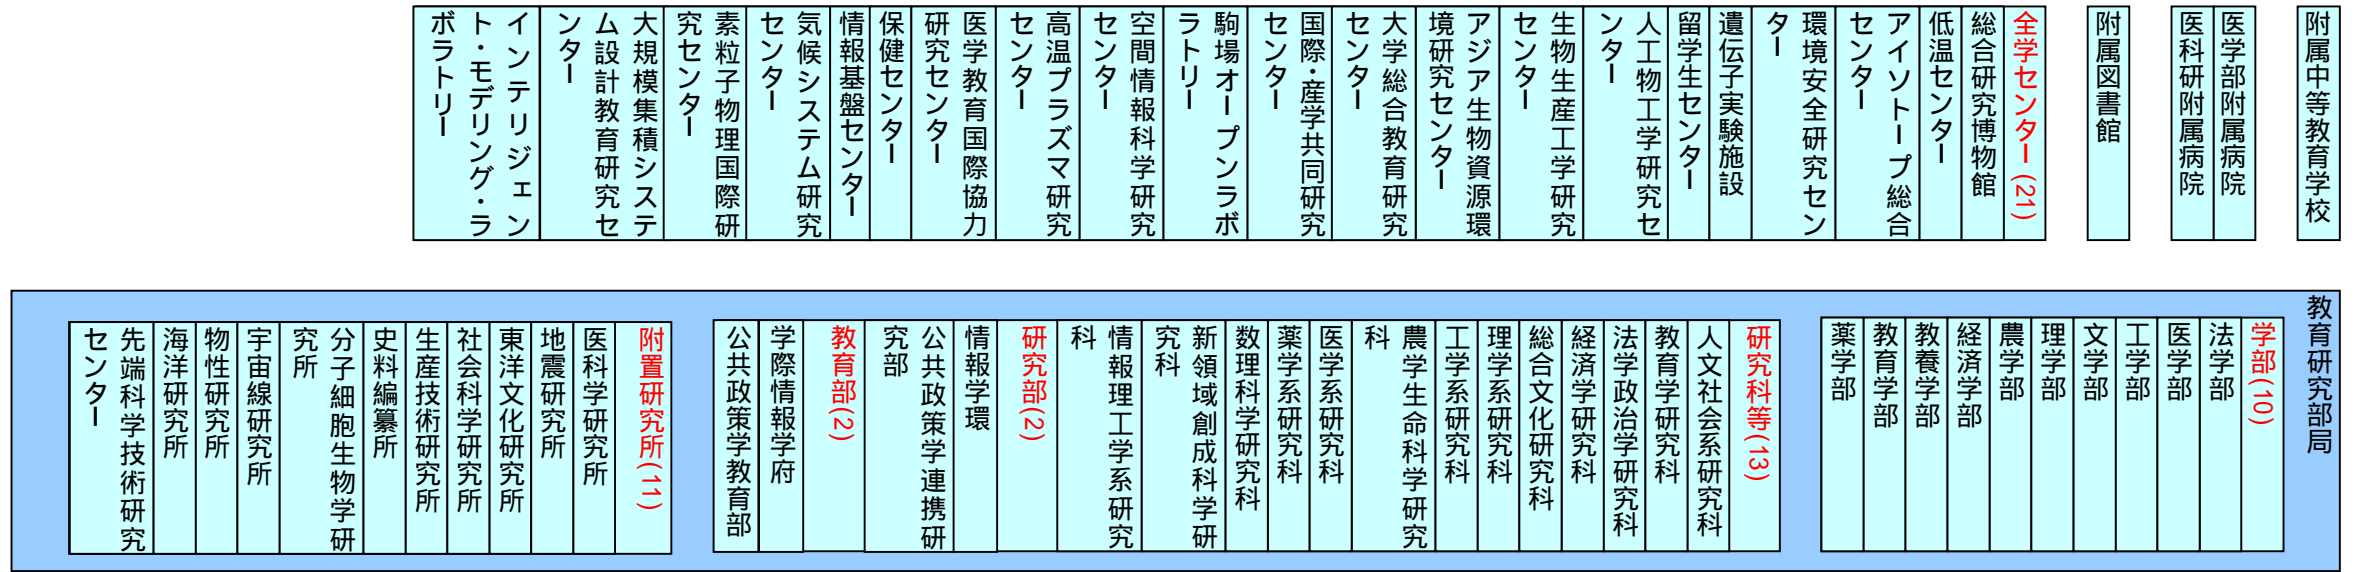 附属中等教育学校
医学部附属病院
医科研附属病院
附属図書館
全学センター(21)
総合研究博物館
低温センター
アイソトープ総合
センター
環境安全研究セン
ター
遺伝子実験施設
留学生センター
人工物工学研究セ
ンター
生物生産工学研究
センター
アジア生物資源環
境研究センター
大学総合教育研究
センター
国際・産学共同研究
センター
駒場オープンラボ
ラトリー
空間情報科学研究
センター
高温プラズマ研究
センター
医学教育国際協力
研究センター
保健センター
情報基盤センター
気候システム研究
センター
素粒子物理国際研
究センター
大規模集積システ
ム設計教育研究セ
ンター
インテリジェン
ト・モデリング・ラ
ボラトリー
教育研究部局
学部(10)
法学部
医学部
工学部
文学部
理学部
農学部
経済学部
教養学部
教育学部
薬学部
研究科等(13)
人文社会系研究科
教育学研究科
法学政治学研究科
経済学研究科
総合文化研究科
理学系研究科
工学系研究科
農学生命科学研究
科
医学系研究科
薬学系研究科
数理科学研究科
新領域創成科学研
究科
情報理工学系研究
科
研究部(2)
情報学環
公共政策学連携研
究部
教育部(2)
学際情報学府
公共政策学教育部
附置研究所(11)
医科学研究所
地震研究所
東洋文化研究所
社会科学研究所
生産技術研究所
史料編纂所
分子細胞生物学研
究所
宇宙線研究所
物性研究所
海洋研究所
先端科学技術研究
センター